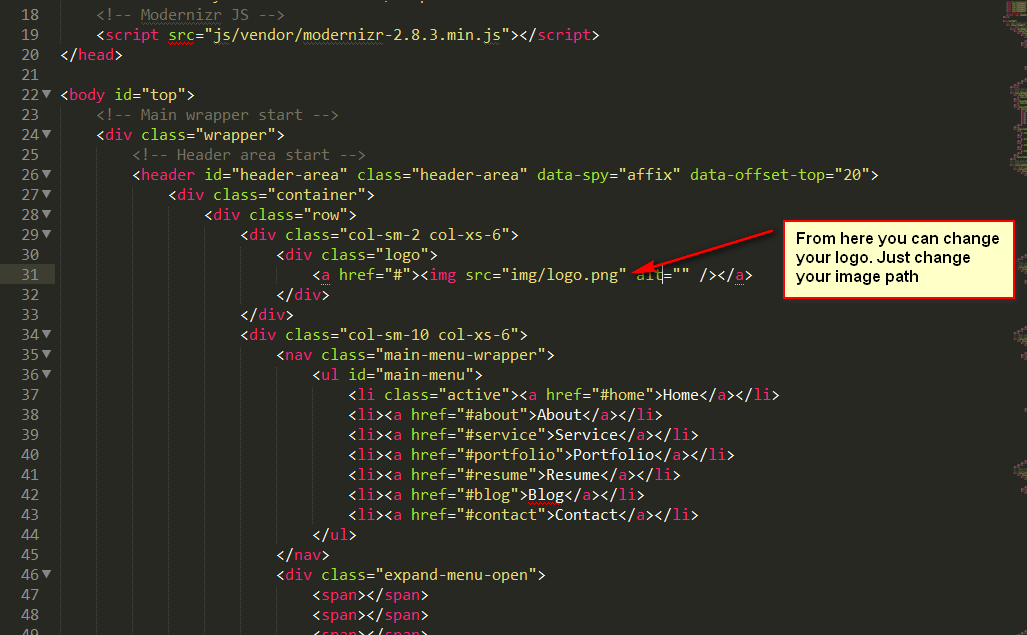 18 <!-- Modernizr JS -->
19 <script src="js/vendor/modernizr-2.8.3.min.js"></script>
20 </head>
21
22 <body id="top">
23 <!-- Main wrapper start -->
24 <div class="wrapper">
25 <!-- Header area start -->
26 <header id="header-area" class="header-area" data-spy="affix" data-offset-top="20">
27 <div class="container">
28 <div class="row">
29 <div class="col-sm-2 col-xs-6">
30 <div class="logo">
31 <a href="#"><img src="img/logo.png" alt="" /></a>
From here you can change
your logo. Just change
your image path
32 </div>
33 </div>
34 <div class="col-sm-10 col-xs-6">
35 <nav class="main-menu-wrapper">
36 <ul id="main-menu">
37 <li class="active"><a href="#home">Home</a></li>
38 <li><a href="#about">About</a></li>
39 <li><a href="#service">Service</a></li>
40 <li><a href="#portfolio">Portfolio</a></li>
41 <li><a href="#resume">Resume</a></li>
42 <li><a href="#blog">Blog</a></li>
43 <li><a href="#contact">Contact</a></li>
44 </ul>
45 </nav>
46 <div class="expand-menu-open">
47 <span></span>
48 <span></span>
49 <span></span>